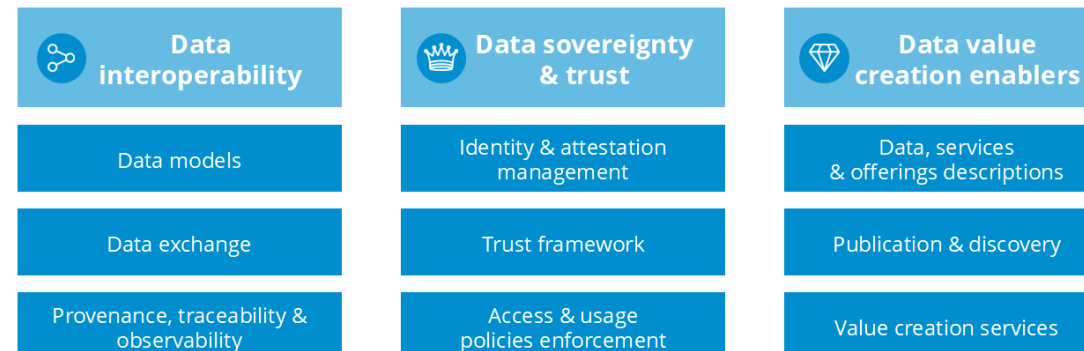 Data
interoperability
Data models
Data exchange
Provenance, traceability &
observability
Data sovereignty
& trust
Identity & attestation
management
Trust framework
Access & usage
policies enforcement
Data value
creation enablers
Data, services
& offerings descriptions
Publication & discovery
Value creation services